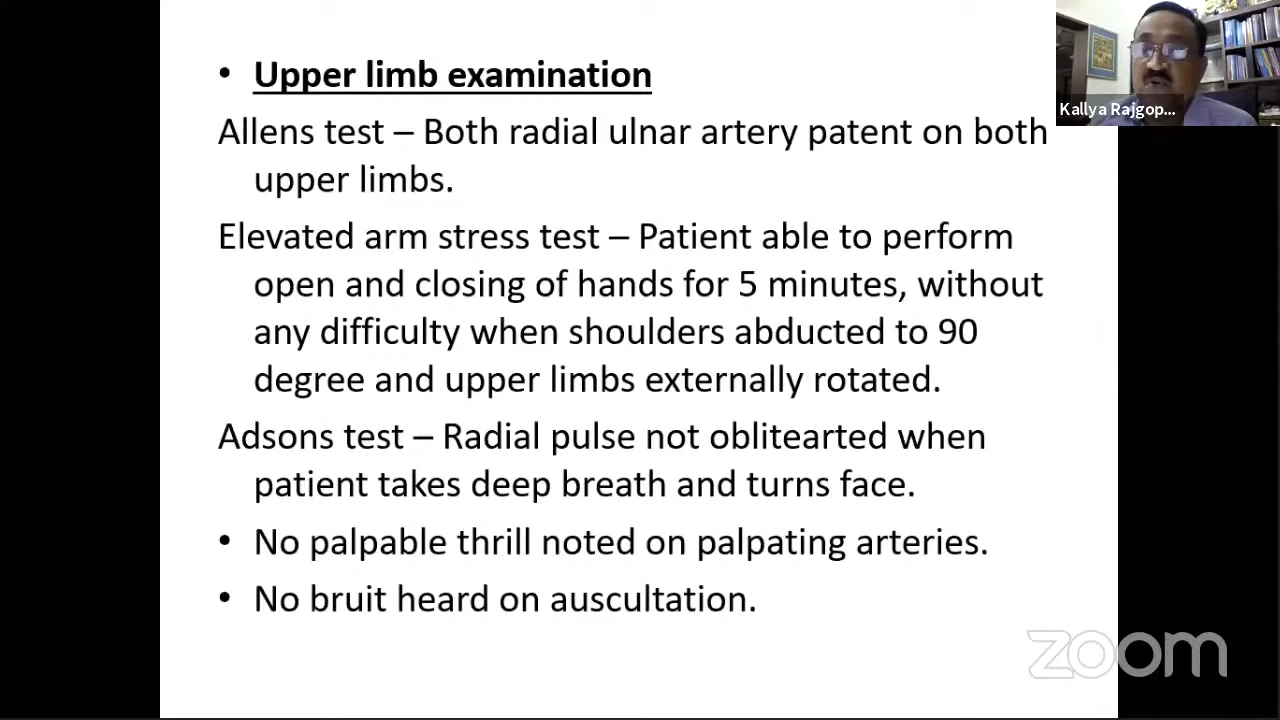 • Upper limb examination
Allens test – Both radial ulnar artery patent on both
upper limbs.
Elevated arm stress test – Patient able to perform
open and closing of hands for 5 minutes, without
any difficulty when shoulders abducted to 90
degree and upper limbs externally rotated.
Adsons test – Radial pulse not oblitearted when
patient takes deep breath and turns face.
• No palpable thrill noted on palpating arteries.
• No bruit heard on auscultation.
Kallya Rajgop...
zoom